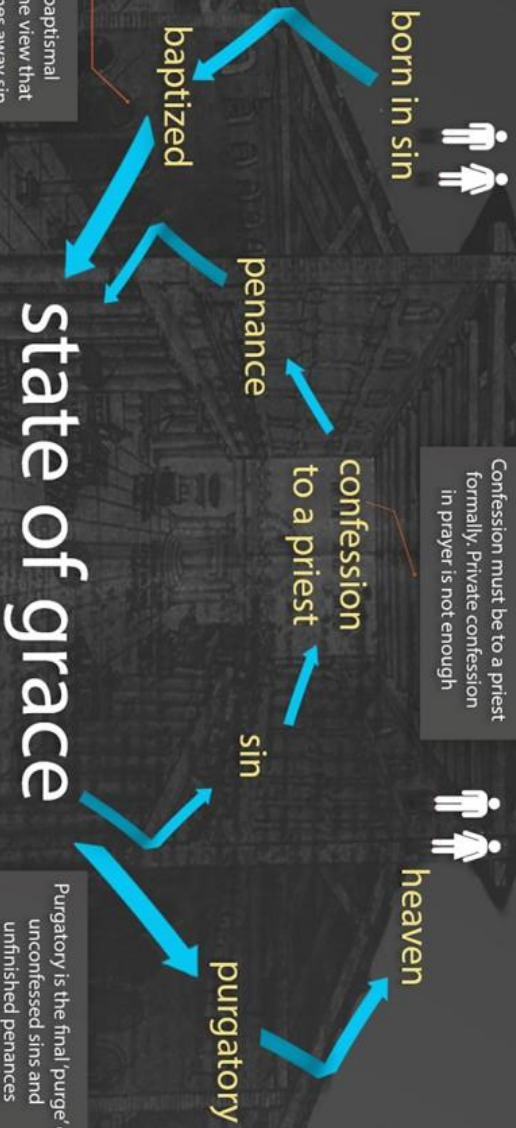 Confession must be to a priest
formally. Private confession
in prayer is not enough
born in sin
heaven
confession
to a priest
penance
sin
purgatory
baptized
state of grace
baptismal
view that
away sin
Purgatory is the final 'purge'
unconfessed sins and
unfinished penances